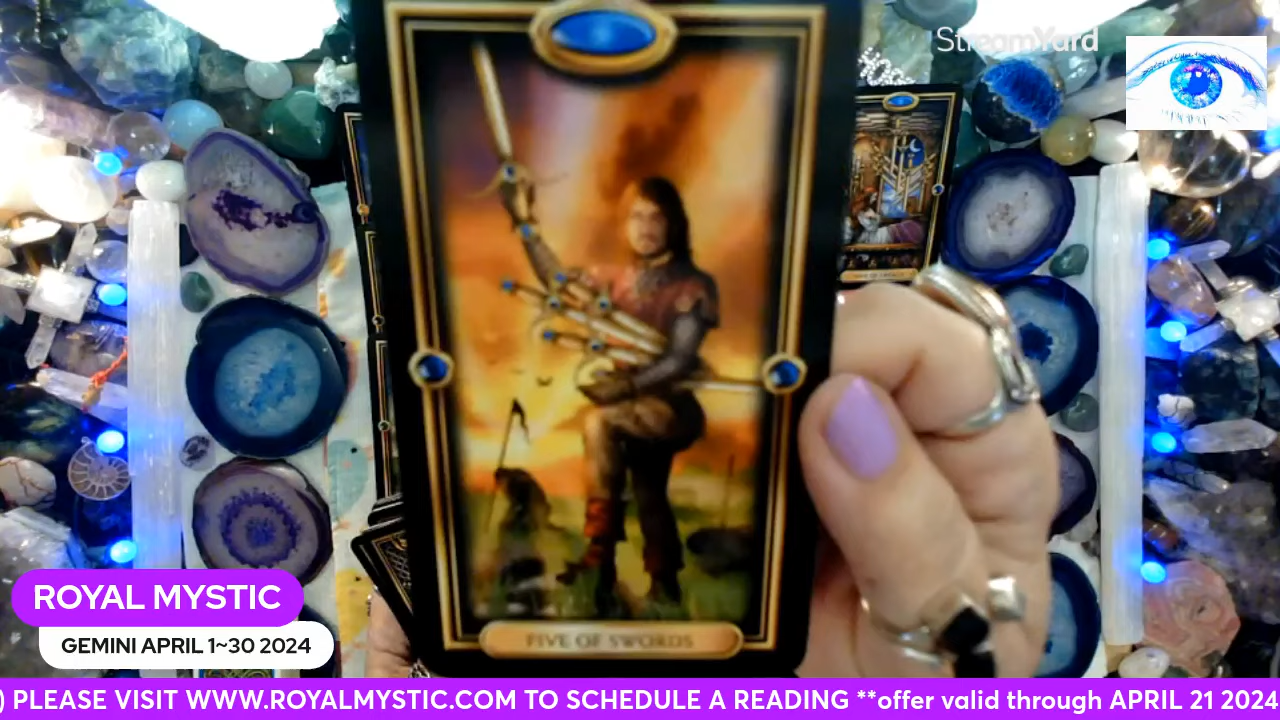 StreamYard
FIVE OF SWORDS
ROYAL MYSTIC
GEMINI APRIL 1~30 2024
) PLEASE VISIT WWW.ROYALMYSTIC.COM TO SCHEDULE A READING **offer valid through APRIL 21 2024